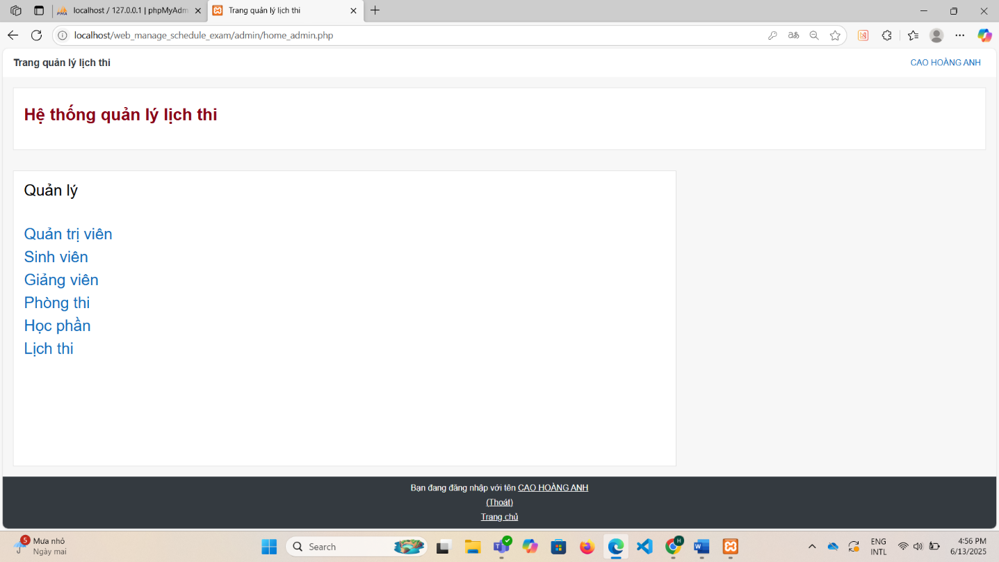 localhost / 127.0.0.1 | phpMyAdm
Trang quản lý lịch thi
localhost/web_manage_schedule_exam/admin/home_admin.php
Trang quản lý lịch thi
CAO HOÀNG ANH
Hệ thống quản lý lịch thi
Quản lý
Quản trị viên
Sinh viên
Giảng viên
Phòng thi
Học phần
Lịch thi
Bạn đang đăng nhập với tên CAO HOÀNG ANH
(Thoát)
Trang chủ
5
Mưa nhỏ
Ngày mai
Search
H
ENG
INTL
4:56 PM
6/13/2025